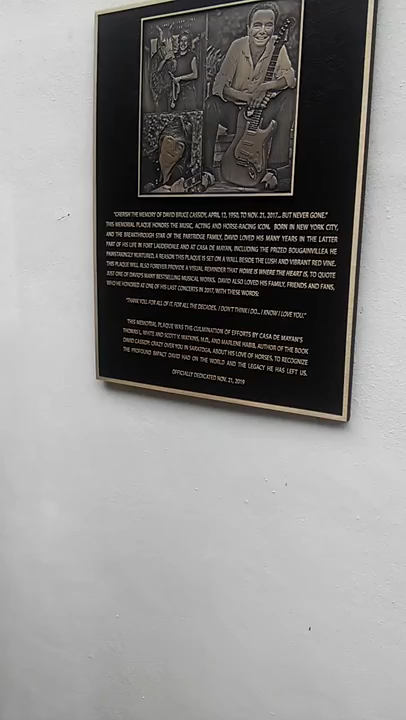 "CHERISH THE MEMORY OF DAVID BRUCE CASSIDY, APRIL 12, 1950, TO NOV. 21, 2017... BUT NEVER GONE."
THIS MEMORIAL PLAQUE HONORS THE MUSIC, ACTING AND HORSE-RACING ICON. BORN IN NEW YORK CITY,
AND THE BREAKTHROUGH STAR OF THE PARTRIDGE FAMILY, DAVID LOVED HIS MANY YEARS IN THE LATTER
PART OF HIS LIFE IN FORT LAUDERDALE AND AT CASA DE MAYAN, INCLUDING THE PRIZED BOUGAINVILLEA HE
PAINSTAKINGLY NURTURED, A REASON THIS PLAQUE IS SET ON A WALL BESIDE THE LUSH AND VIBRANT RED VINE.
THIS PLAQUE WILL ALSO FOREVER PROVIDE A VISUAL REMINDER THAT HOME IS WHERE THE HEART IS, TO QUOTE
JUST ONE OF DAVID'S MANY BESTSELLING MUSICAL WORKS. DAVID ALSO LOVED HIS FAMILY, FRIENDS AND FANS,
WHO HE HONORED AT ONE OF HIS LAST CONCERTS IN 2017, WITH THESE WORDS:
"THANK YOU. FOR ALL OF IT. FOR ALL THE DECADES. I DON'T THINK I DO... I KNOW I LOVE YOU."
THIS MEMORIAL PLAQUE WAS THE CULMINATION OF EFFORTS BY CASA DE MAYAN'S
THOMAS L. WHITE AND SCOTT V. WATKINS, M.D., AND MARLENE HABIB, AUTHOR OF THE BOOK
DAVID CASSIDY: CRAZY OVER YOU IN SARATOGA, ABOUT HIS LOVE OF HORSES, TO RECOGNIZE
THE PROFOUND IMPACT DAVID HAD ON THE WORLD AND THE LEGACY HE HAS LEFT US.
OFFICIALLY DEDICATED NOV. 21, 2019